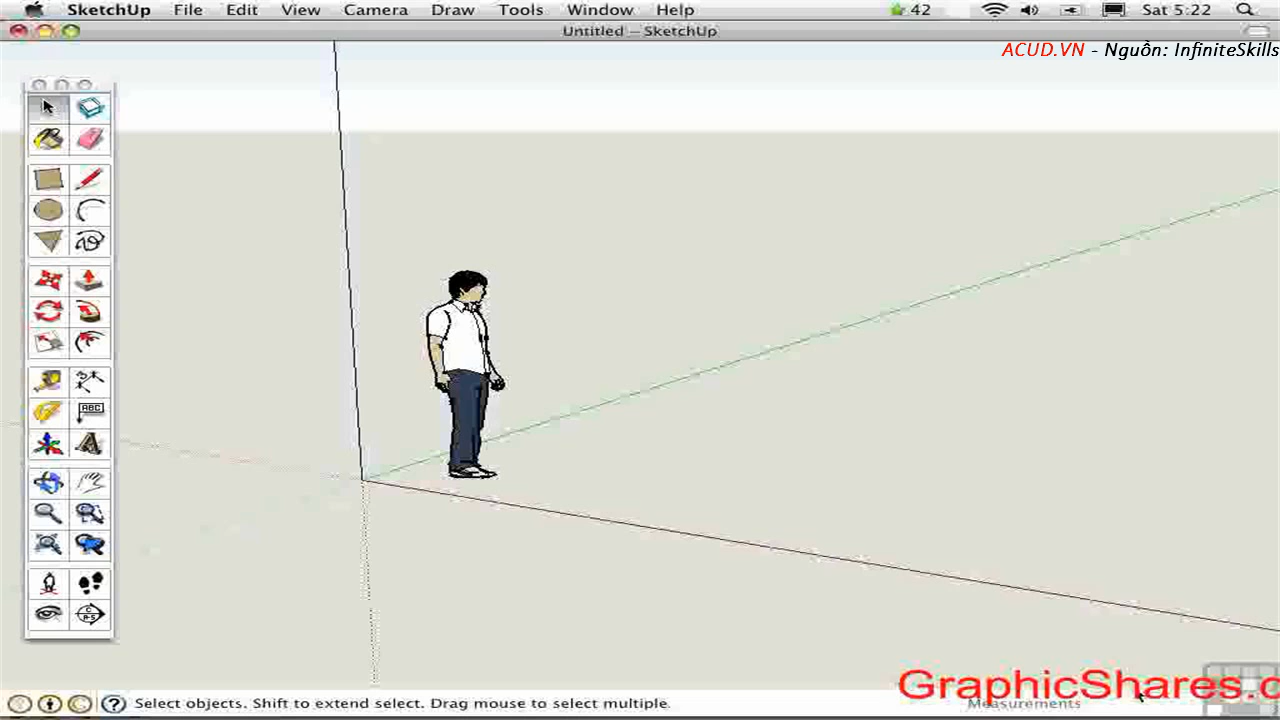 SketchUp File Edit View Camera Draw Tools Window Help 42 Sat 5:22
Untitled – SketchUp
ACUD.VN - Nguồn: InfiniteSkills
ABC
A
C
A-5
GraphicShares.c
? Select objects. Shift to extend select. Drag mouse to select multiple.
Measurements